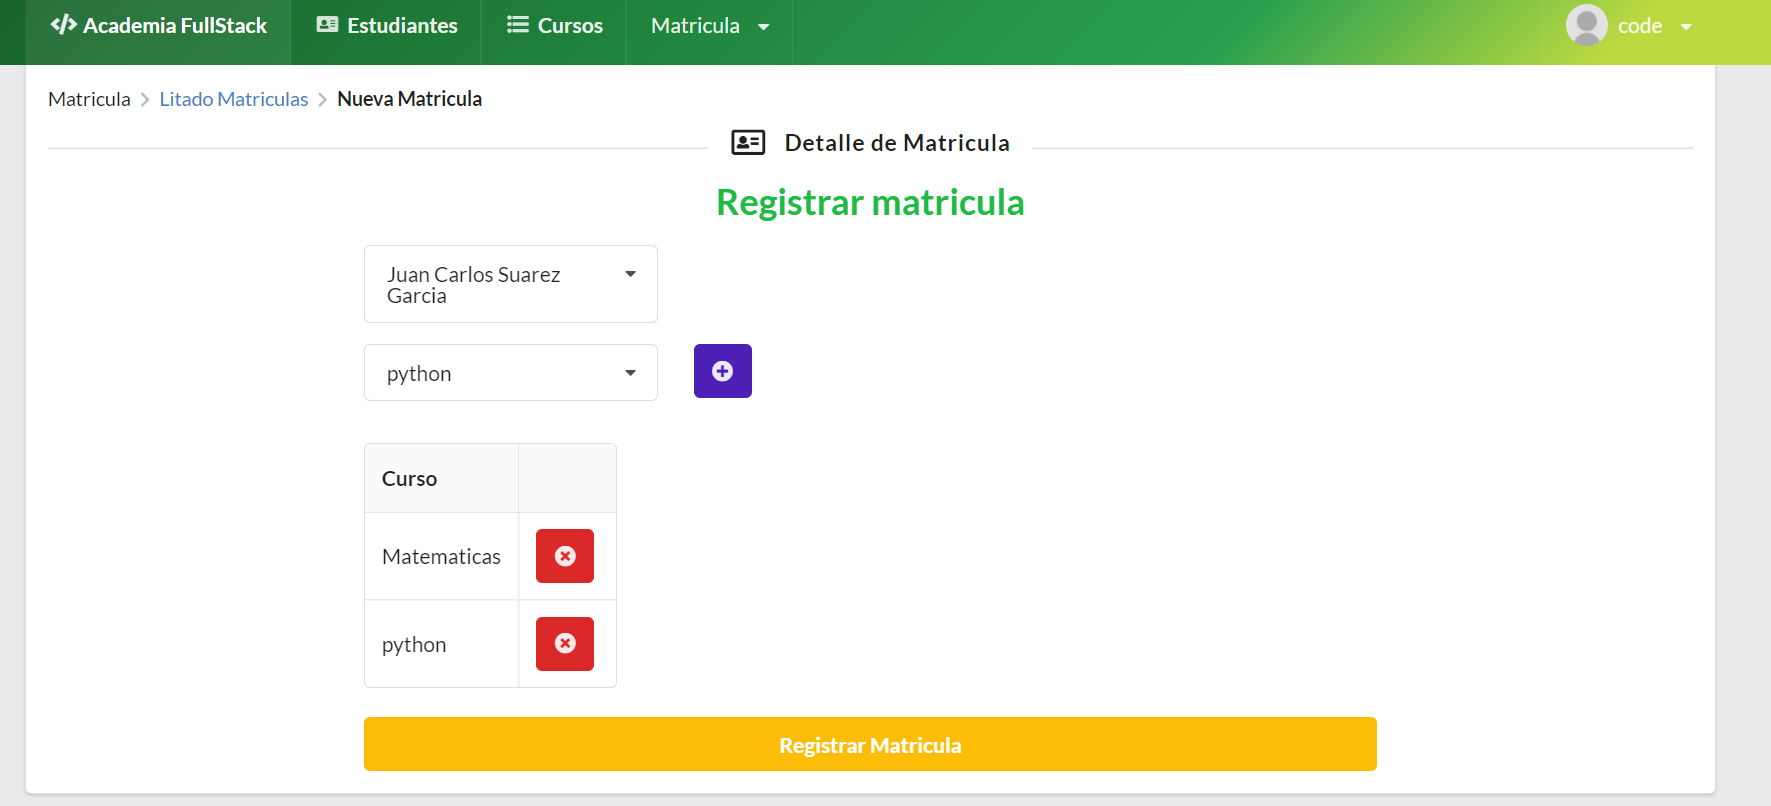 Academia FullStack Estudiantes Cursos Matricula code
Matricula > Litado Matriculas > Nueva Matricula
Detalle de Matricula
Registrar matricula
Juan Carlos Suarez
Garcia
python
Curso
Matematicas
python
Registrar Matricula